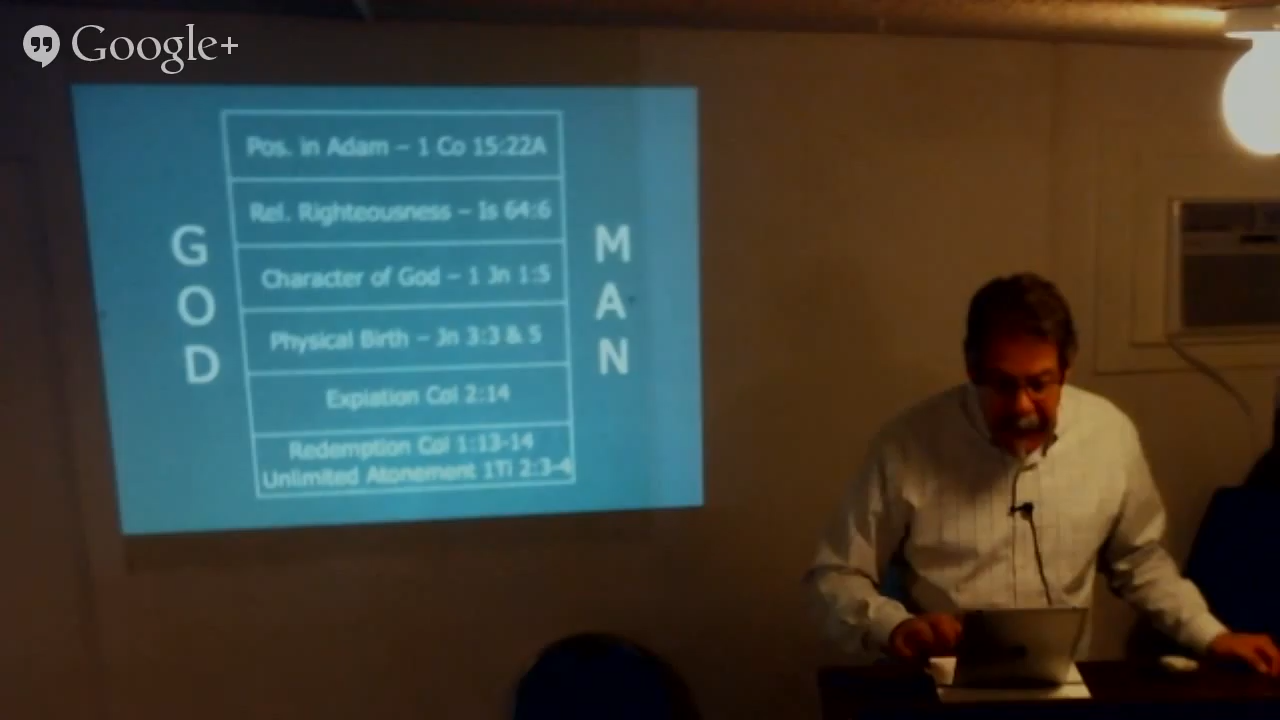 Google+
Pos. in Adam – 1 Co 15:22A
Rel. Righteousness – Is 64:6
Character of God – 1 Jn 1:5
Physical Birth – Jn 3:3 & 5
Expiation Col 2:14
Redemption Col 1:13-14
Unlimited Atonement 1Ti 2:3-4
G
O
D
M
A
N